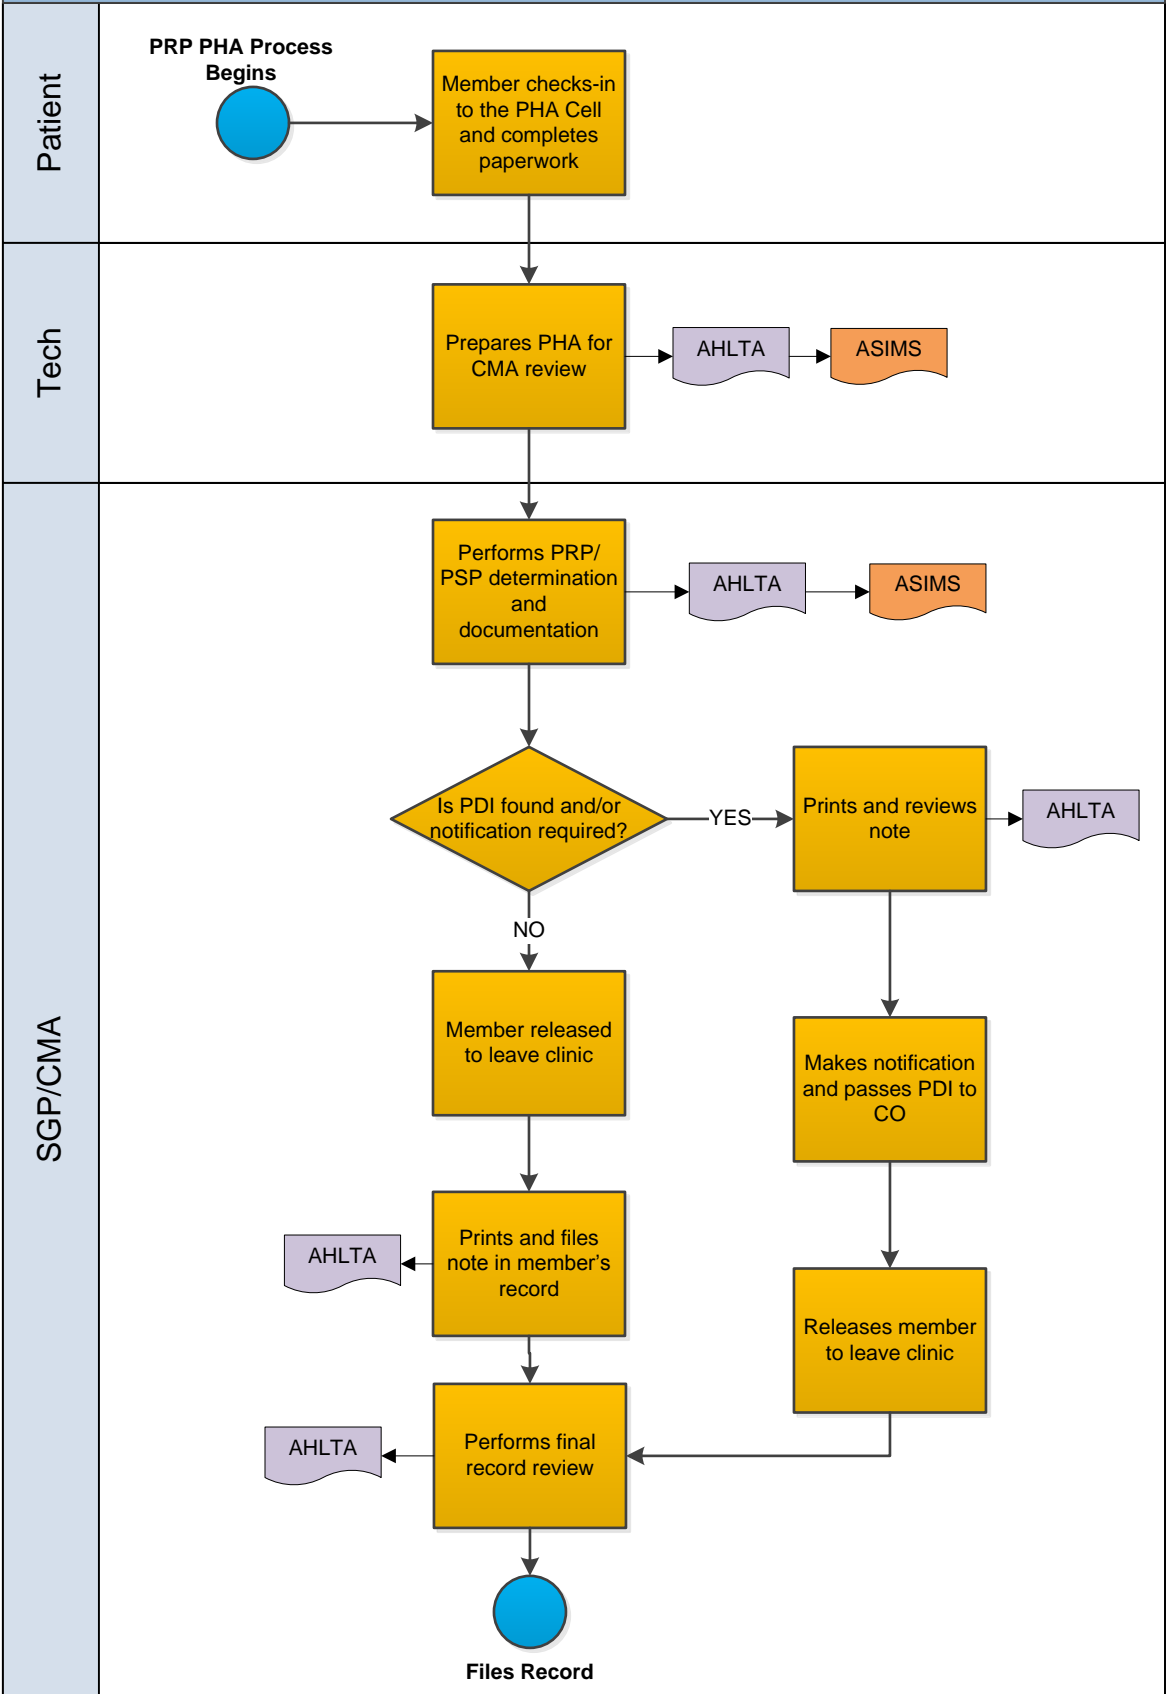 Patient
PRP PHA Process
Begins
Member checks-in
to the PHA Cell
and completes
paperwork
Tech
Prepares PHA for
CMA review
AHLTA
ASIMS
SGP/CMA
Performs PRP/
PSP determination
and
documentation
AHLTA
ASIMS
Is PDI found and/or
notification required?
YES
Prints and reviews
note
AHLTA
NO
Member released
to leave clinic
Makes notification
and passes PDI to
CO
Prints and files
note in member’s
record
AHLTA
Releases member
to leave clinic
Performs final
record review
AHLTA
Files Record